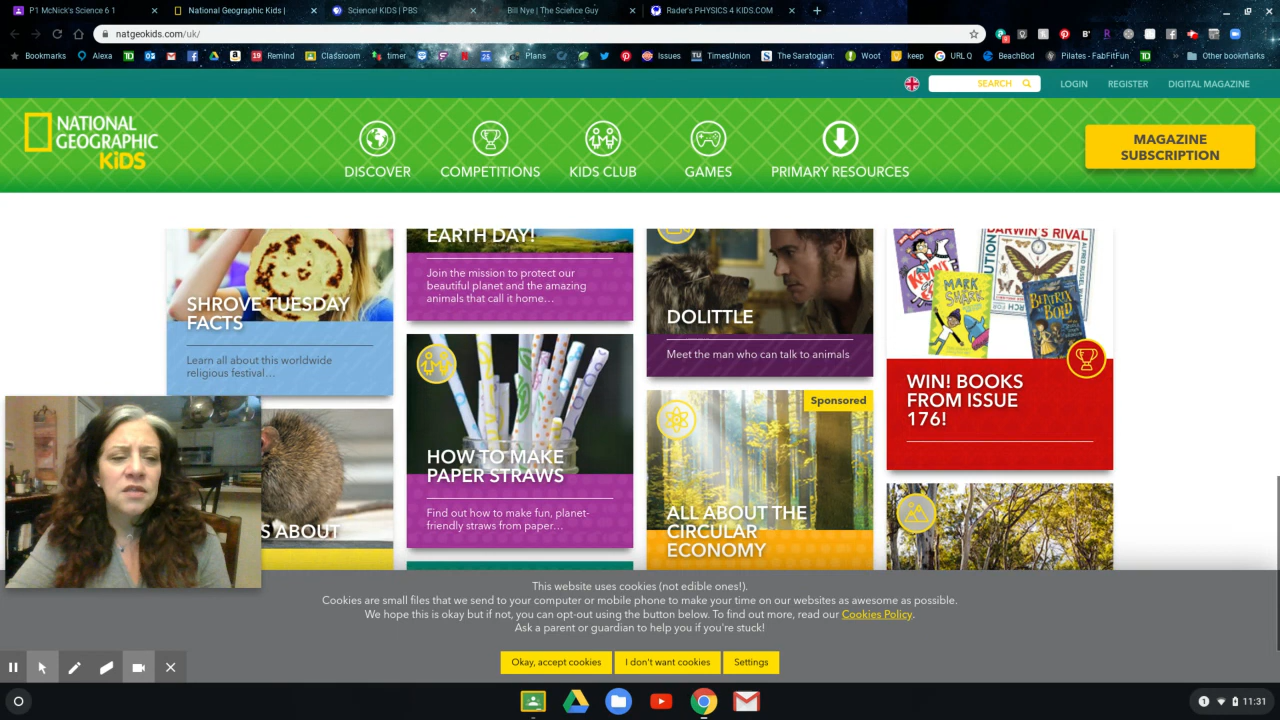 P1 McNick's Science 6 1
National Geographic Kids |
Science! KIDS | PBS
Bill Nye | The Science Guy
Rader's PHYSICS 4 KIDS.COM
natgeokids.com/uk/
Bookmarks
Alexa
Remind
Classroom
timer
Plans
Issues
TimesUnion
The Saratogian:
Woot
keep
URL Q
BeachBod
Pilates - FabFitFun
Other bookmarks
SEARCH
LOGIN
REGISTER
DIGITAL MAGAZINE
NATIONAL
GEOGRAPHIC
KiDS
DISCOVER
COMPETITIONS
KIDS CLUB
GAMES
PRIMARY RESOURCES
MAGAZINE
SUBSCRIPTION
SHROVE TUESDAY
FACTS
Learn all about this worldwide
religious festival…
S ABOUT
EARTH DAY!
Join the mission to protect our
beautiful planet and the amazing
animals that call it home…
HOW TO MAKE
PAPER STRAWS
Find out how to make fun, planet-
friendly straws from paper…
DOLITTLE
Meet the man who can talk to animals
Sponsored
ALL ABOUT THE
CIRCULAR
ECONOMY
DARWIN'S RIVAL
MARK
SHARK
BEATRIX
BOLD
WIN! BOOKS
FROM ISSUE
176!
This website uses cookies (not edible ones!).
Cookies are small files that we send to your computer or mobile phone to make your time on our websites as awesome as possible.
We hope this is okay but if not, you can opt-out using the button below. To find out more, read our Cookies Policy.
Ask a parent or guardian to help you if you're stuck!
Okay, accept cookies
I don't want cookies
Settings
11:31